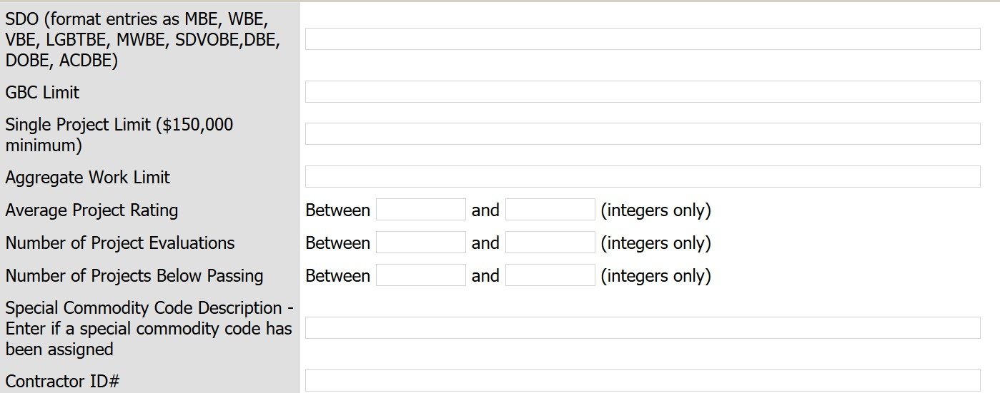 SDO (format entries as MBE, WBE,
VBE, LGBTBE, MWBE, SDVOBE,DBE,
DOBE, ACDBE)
GBC Limit
Single Project Limit ($150,000
minimum)
Aggregate Work Limit
Average Project Rating Between and (integers only)
Number of Project Evaluations Between and (integers only)
Number of Projects Below Passing Between and (integers only)
Special Commodity Code Description -
Enter if a special commodity code has
been assigned
Contractor ID#